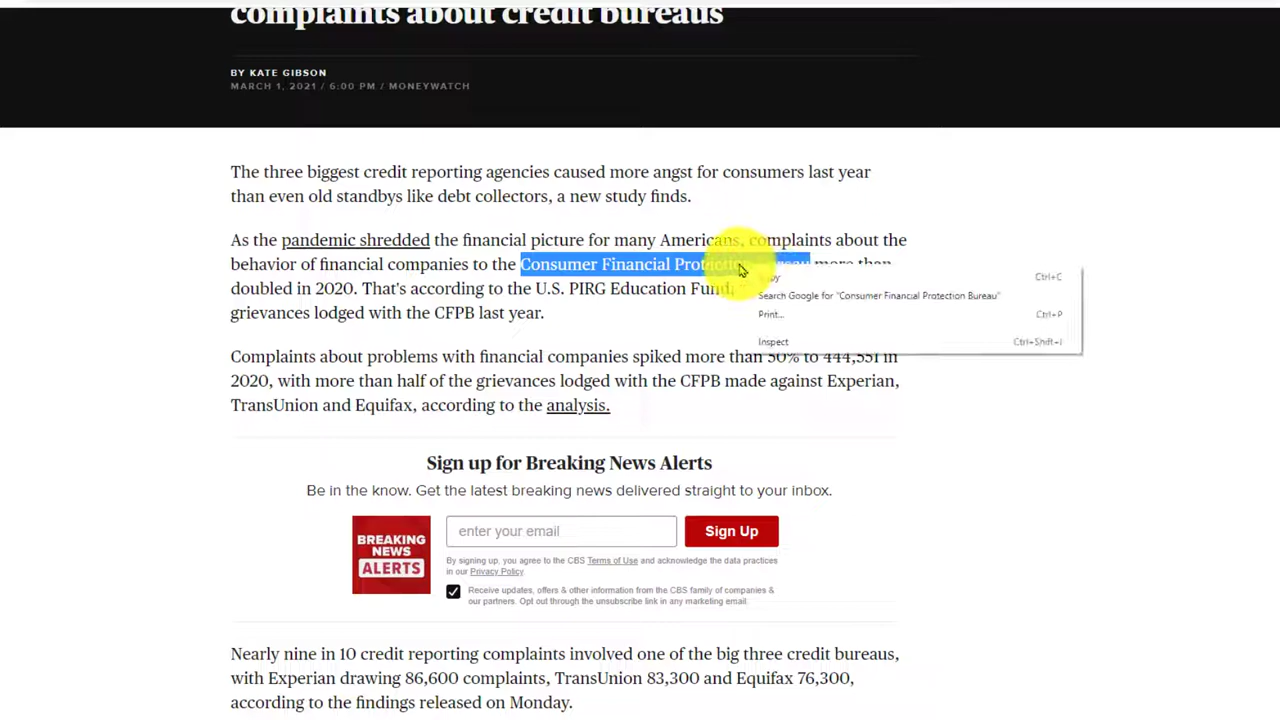 complaints about credit bureaus
BY KATE GIBSON
MARCH 1, 2021 / 6:00 PM / MONEYWATCH
The three biggest credit reporting agencies caused more angst for consumers last year
than even old standbys like debt collectors, a new study finds.
As the pandemic shredded the financial picture for many Americans, complaints about the
behavior of financial companies to the Consumer Financial Protection Bureau more than
doubled in 2020. That's according to the U.S. PIRG Education Fund,
grievances lodged with the CFPB last year.
Copy Ctrl+C
Search Google for "Consumer Financial Protection Bureau"
Print... Ctrl+P
Inspect Ctrl+Shift+I
Complaints about problems with financial companies spiked more than 50% to 444,551 in
2020, with more than half of the grievances lodged with the CFPB made against Experian,
TransUnion and Equifax, according to the analysis.
Sign up for Breaking News Alerts
Be in the know. Get the latest breaking news delivered straight to your inbox.
BREAKING
NEWS
ALERTS
enter your email
Sign Up
By signing up, you agree to the CBS Terms of Use and acknowledge the data practices
in our Privacy Policy.
Receive updates, offers & other information from the CBS family of companies &
our partners. Opt out through the unsubscribe link in any marketing email.
Nearly nine in 10 credit reporting complaints involved one of the big three credit bureaus,
with Experian drawing 86,600 complaints, TransUnion 83,300 and Equifax 76,300,
according to the findings released on Monday.